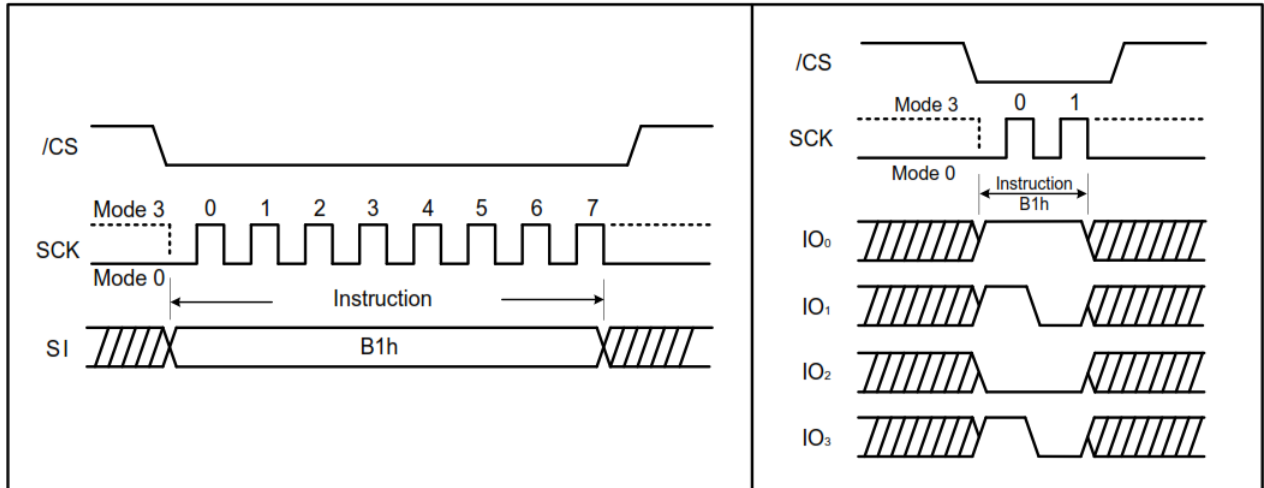 /CS
Mode 3 0 1 2 3 4 5 6 7
SCK
Mode 0
Instruction
SI B1h
/CS
Mode 3 0 1
SCK
Mode 0
Instruction
B1h
IO₀
IO₁
IO₂
IO₃